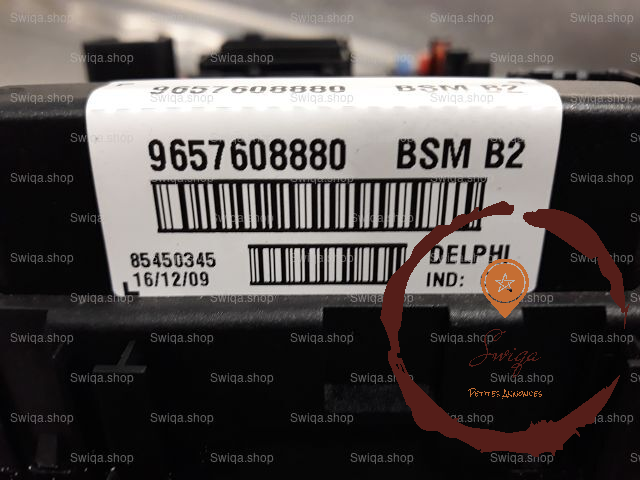 9657608880 BSM B2
9657608880 BSM B2
85450345
16/12/09
DELPHI
IND:
Swiqa
PETITES ANNONCES
Swiqa.shop